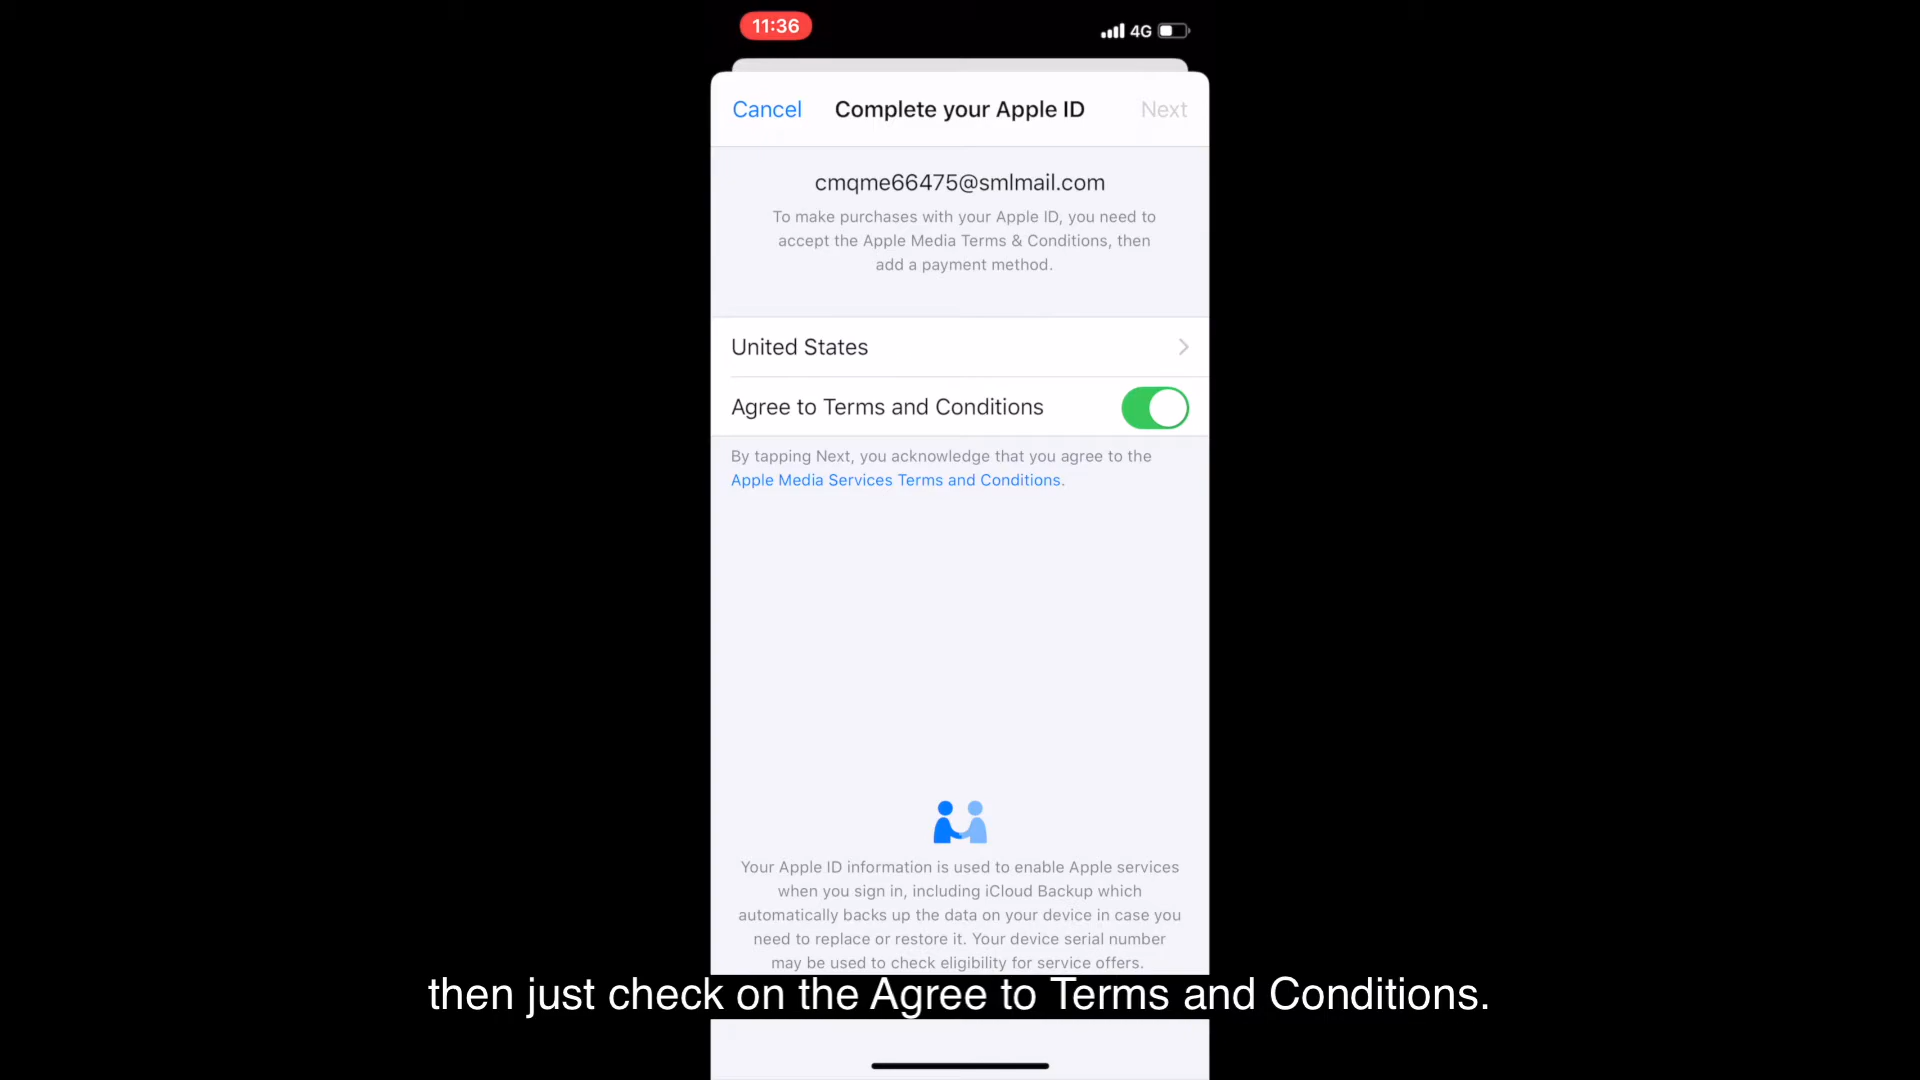 11:36
4G
Cancel
Complete your Apple ID
Next
cmqme66475@smlmail.com
To make purchases with your Apple ID, you need to
accept the Apple Media Terms & Conditions, then
add a payment method.
United States
Agree to Terms and Conditions
By tapping Next, you acknowledge that you agree to the
Apple Media Services Terms and Conditions.
Your Apple ID information is used to enable Apple services
when you sign in, including iCloud Backup which
automatically backs up the data on your device in case you
need to replace or restore it. Your device serial number
may be used to check eligibility for service offers.
then just check on the Agree to Terms and Conditions.